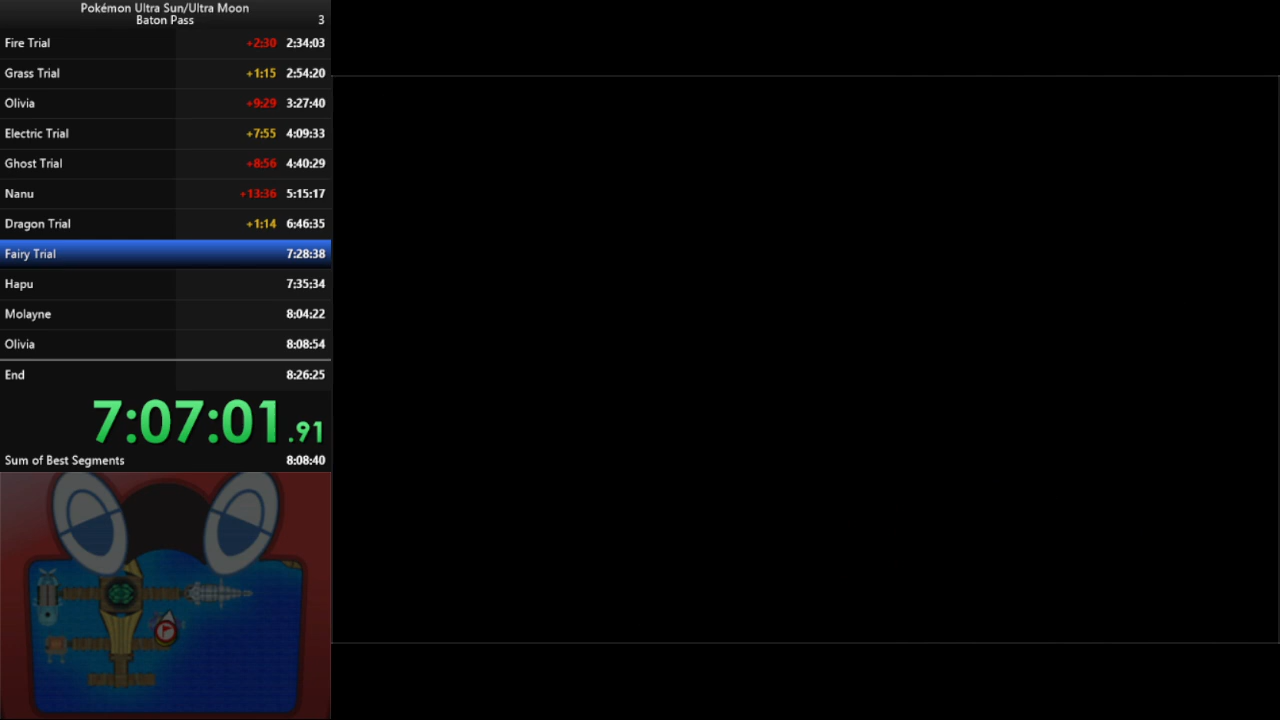 Pokémon Ultra Sun/Ultra Moon
Baton Pass 3
Fire Trial +2:30 2:34:03
Grass Trial +1:15 2:54:20
Olivia +9:29 3:27:40
Electric Trial +7:55 4:09:33
Ghost Trial +8:56 4:40:29
Nanu +13:36 5:15:17
Dragon Trial +1:14 6:46:35
Fairy Trial 7:28:38
Hapu 7:35:34
Molayne 8:04:22
Olivia 8:08:54
End 8:26:25
7:07:01.91
Sum of Best Segments 8:08:40